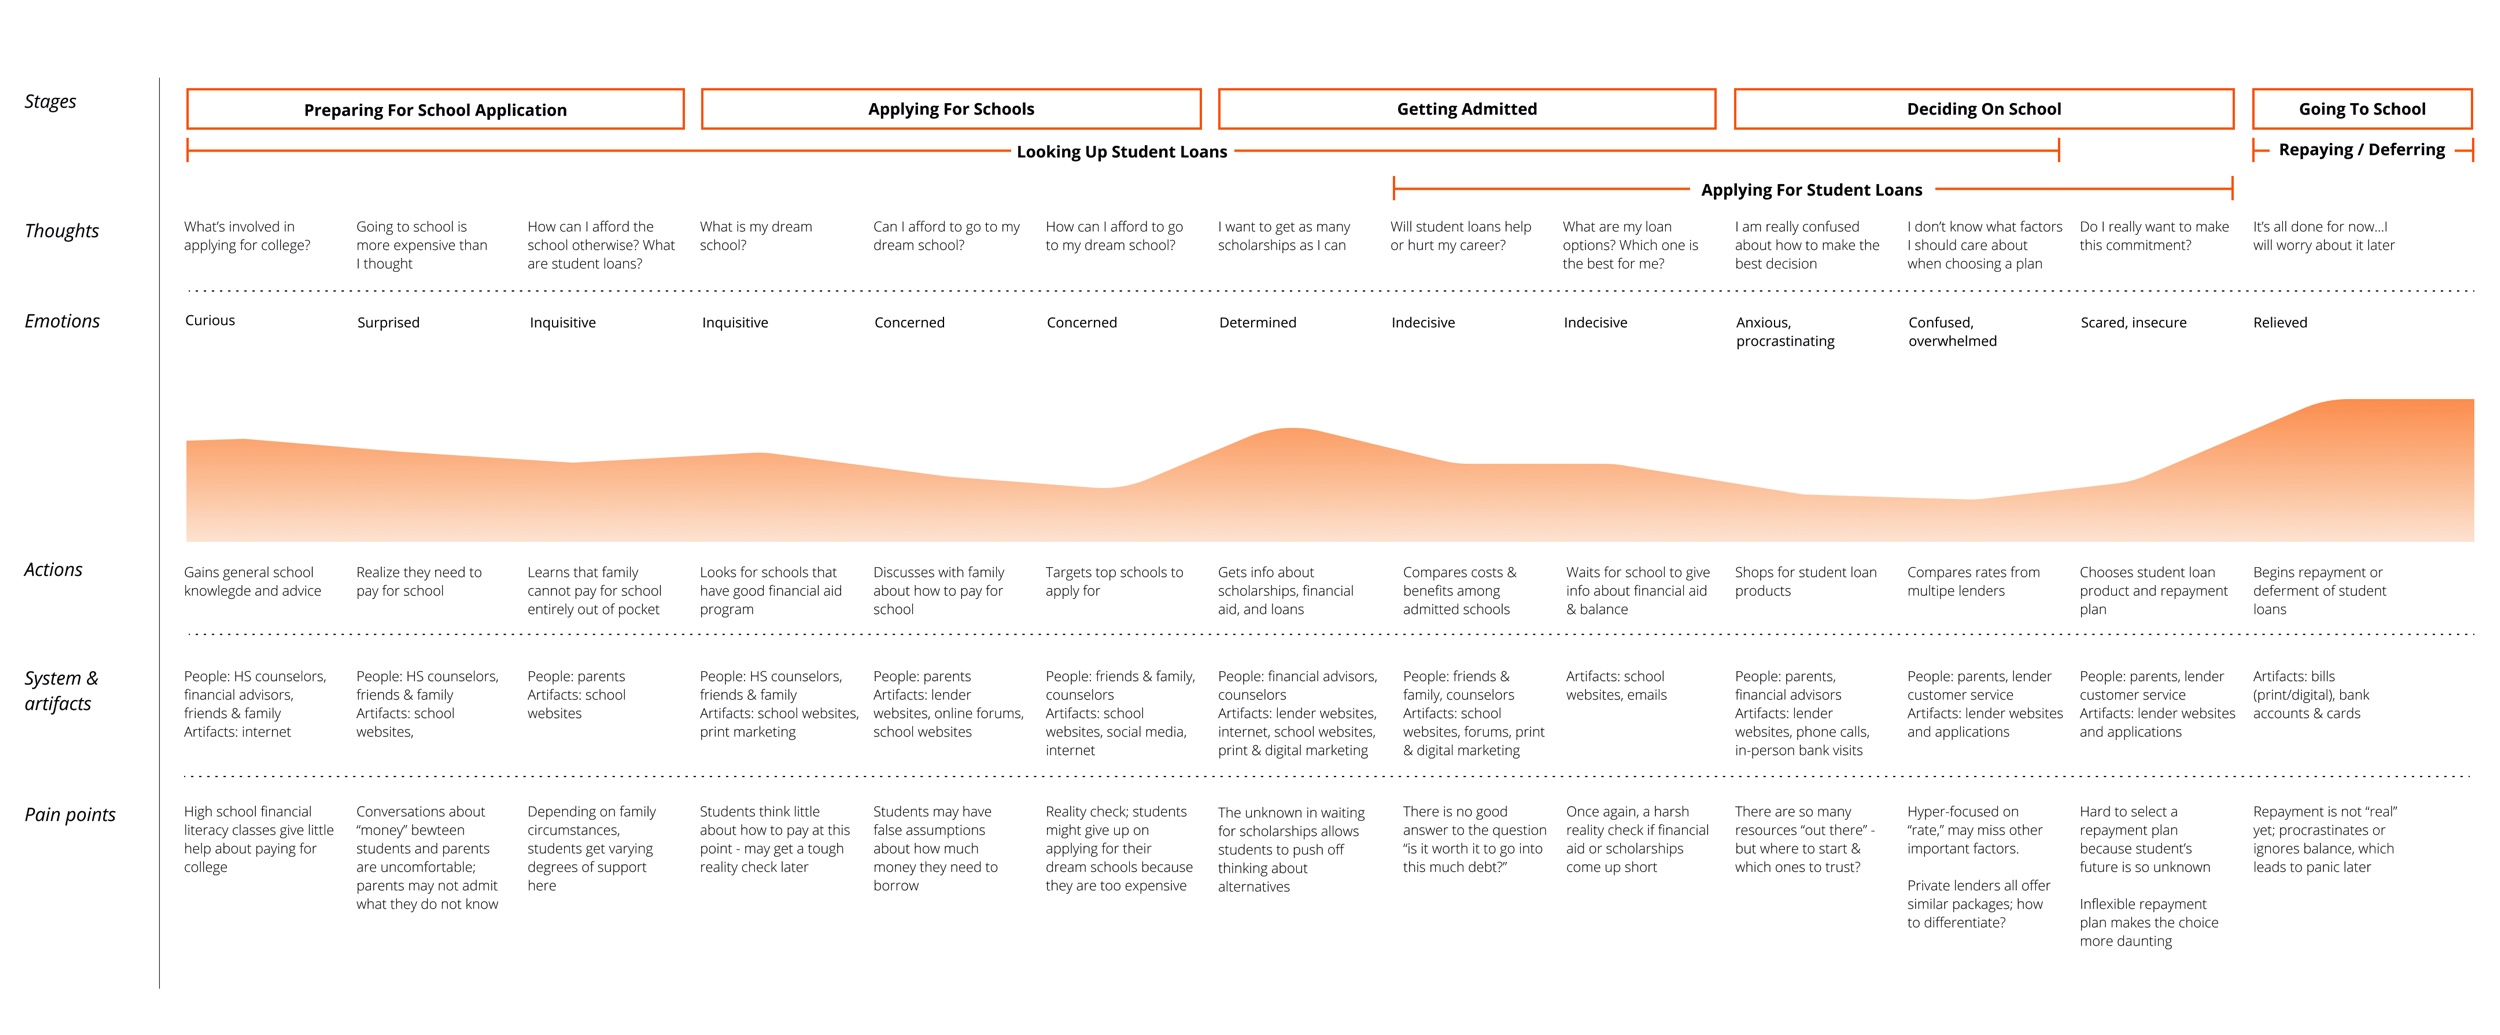 Stages
Preparing For School Application
Applying For Schools
Getting Admitted
Deciding On School
Going To School
Looking Up Student Loans
Repaying / Deferring
Applying For Student Loans
Thoughts
What’s involved in
applying for college?
Going to school is
more expensive than
I thought
How can I afford the
school otherwise? What
are student loans?
What is my dream
school?
Can I afford to go to my
dream school?
How can I afford to go
to my dream school?
I want to get as many
scholarships as I can
Will student loans help
or hurt my career?
What are my loan
options? Which one is
the best for me?
I am really confused
about how to make the
best decision
I don’t know what factors
I should care about
when choosing a plan
Do I really want to make
this commitment?
It’s all done for now...I
will worry about it later
Emotions
Curious
Surprised
Inquisitive
Inquisitive
Concerned
Concerned
Determined
Indecisive
Indecisive
Anxious,
procrastinating
Confused,
overwhelmed
Scared, insecure
Relieved
Actions
Gains general school
knowlegde and advice
Realize they need to
pay for school
Learns that family
cannot pay for school
entirely out of pocket
Looks for schools that
have good financial aid
program
Discusses with family
about how to pay for
school
Targets top schools to
apply for
Gets info about
scholarships, financial
aid, and loans
Compares costs &
benefits among
admitted schools
Waits for school to give
info about financial aid
& balance
Shops for student loan
products
Compares rates from
multipe lenders
Chooses student loan
product and repayment
plan
Begins repayment or
deferment of student
loans
System &
artifacts
People: HS counselors,
financial advisors,
friends & family
Artifacts: internet
People: HS counselors,
friends & family
Artifacts: school
websites,
People: parents
Artifacts: school
websites
People: HS counselors,
friends & family
Artifacts: school websites,
print marketing
People: parents
Artifacts: lender
websites, online forums,
school websites
People: friends & family,
counselors
Artifacts: school
websites, social media,
internet
People: financial advisors,
counselors
Artifacts: lender websites,
internet, school websites,
print & digital marketing
People: friends &
family, counselors
Artifacts: school
websites, forums, print
& digital marketing
Artifacts: school
websites, emails
People: parents,
financial advisors
Artifacts: lender
websites, phone calls,
in-person bank visits
People: parents, lender
customer service
Artifacts: lender websites
and applications
People: parents, lender
customer service
Artifacts: lender websites
and applications
Artifacts: bills
(print/digital), bank
accounts & cards
Pain points
High school financial
literacy classes give little
help about paying for
college
Conversations about
“money” bewteen
students and parents
are uncomfortable;
parents may not admit
what they do not know
Depending on family
circumstances,
students get varying
degrees of support
here
Students think little
about how to pay at this
point - may get a tough
reality check later
Students may have
false assumptions
about how much
money they need to
borrow
Reality check; students
might give up on
applying for their
dream schools because
they are too expensive
The unknown in waiting
for scholarships allows
students to push off
thinking about
alternatives
There is no good
answer to the question
“is it worth it to go into
this much debt?”
Once again, a harsh
reality check if financial
aid or scholarships
come up short
There are so many
resources “out there” -
but where to start &
which ones to trust?
Hyper-focused on
“rate,” may miss other
important factors.
Private lenders all offer
similar packages; how
to differentiate?
Hard to select a
repayment plan
because student’s
future is so unknown
Inflexible repayment
plan makes the choice
more daunting
Repayment is not “real”
yet; procrastinates or
ignores balance, which
leads to panic later